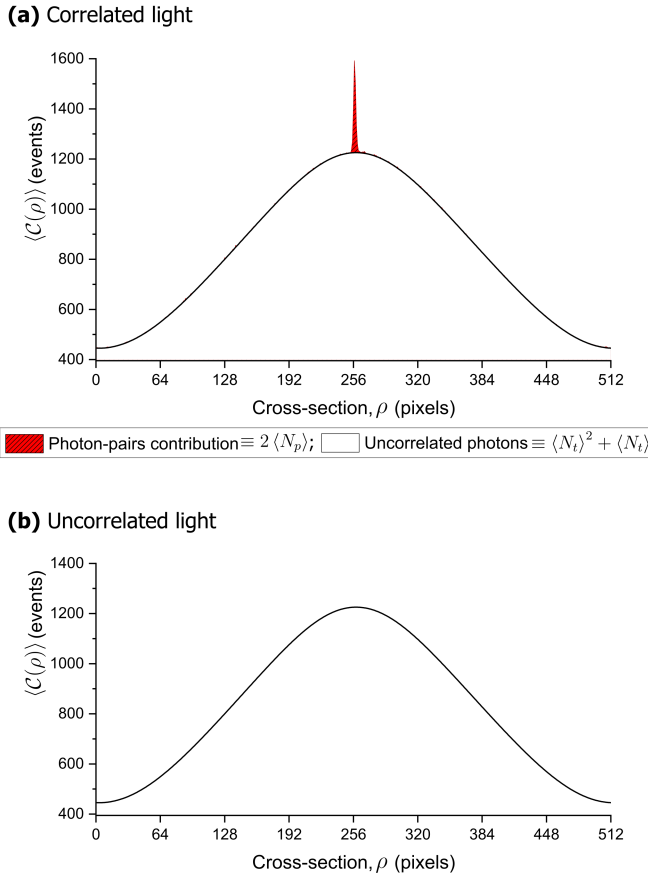 (a) Correlated light
1600
1400
1200
1000
800
600
400
⟨C(ρ)⟩ (events)
0 64 128 192 256 320 384 448 512
Cross-section, ρ (pixels)
Photon-pairs contribution ≡ 2 ⟨N_p⟩; Uncorrelated photons ≡ ⟨N_t⟩² + ⟨N_t⟩
(b) Uncorrelated light
1400
1200
1000
800
600
400
⟨C(ρ)⟩ (events)
0 64 128 192 256 320 384 448 512
Cross-section, ρ (pixels)